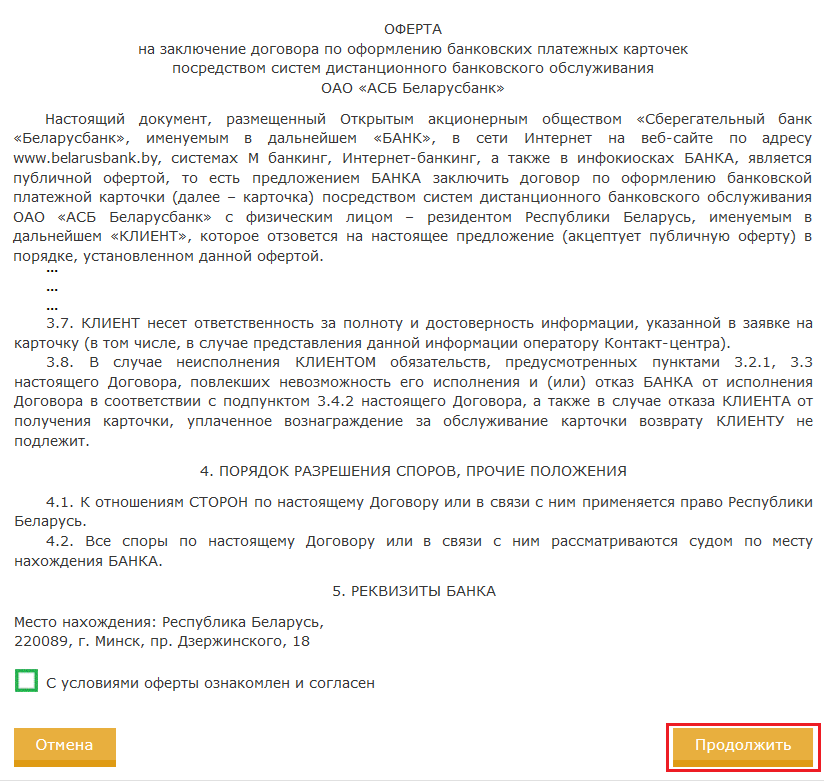 ОФЕРТА
на заключение договора по оформлению банковских платежных карточек
посредством систем дистанционного банковского обслуживания
ОАО «АСБ Беларусбанк»
Настоящий документ, размещенный Открытым акционерным обществом «Сберегательный банк
«Беларусбанк», именуемым в дальнейшем «БАНК», в сети Интернет на веб-сайте по адресу
www.belarusbank.by, системах М банкинг, Интернет-банкинг, а также в инфокиосках БАНКА, является
публичной офертой, то есть предложением БАНКА заключить договор по оформлению банковской
платежной карточки (далее – карточка) посредством систем дистанционного банковского обслуживания
ОАО «АСБ Беларусбанк» с физическим лицом – резидентом Республики Беларусь, именуемым в
дальнейшем «КЛИЕНТ», которое отзовется на настоящее предложение (акцептует публичную оферту) в
порядке, установленном данной офертой.
...
...
...
3.7. КЛИЕНТ несет ответственность за полноту и достоверность информации, указанной в заявке на
карточку (в том числе, в случае представления данной информации оператору Контакт-центра).
3.8. В случае неисполнения КЛИЕНТОМ обязательств, предусмотренных пунктами 3.2.1, 3.3
настоящего Договора, повлекших невозможность его исполнения и (или) отказ БАНКА от исполнения
Договора в соответствии с подпунктом 3.4.2 настоящего Договора, а также в случае отказа КЛИЕНТА от
получения карточки, уплаченное вознаграждение за обслуживание карточки возврату КЛИЕНТУ не
подлежит.
4. ПОРЯДОК РАЗРЕШЕНИЯ СПОРОВ, ПРОЧИЕ ПОЛОЖЕНИЯ
4.1. К отношениям СТОРОН по настоящему Договору или в связи с ним применяется право Республики
Беларусь.
4.2. Все споры по настоящему Договору или в связи с ним рассматриваются судом по месту
нахождения БАНКА.
5. РЕКВИЗИТЫ БАНКА
Место нахождения: Республика Беларусь,
220089, г. Минск, пр. Дзержинского, 18
С условиями оферты ознакомлен и согласен
Отмена
Продолжить